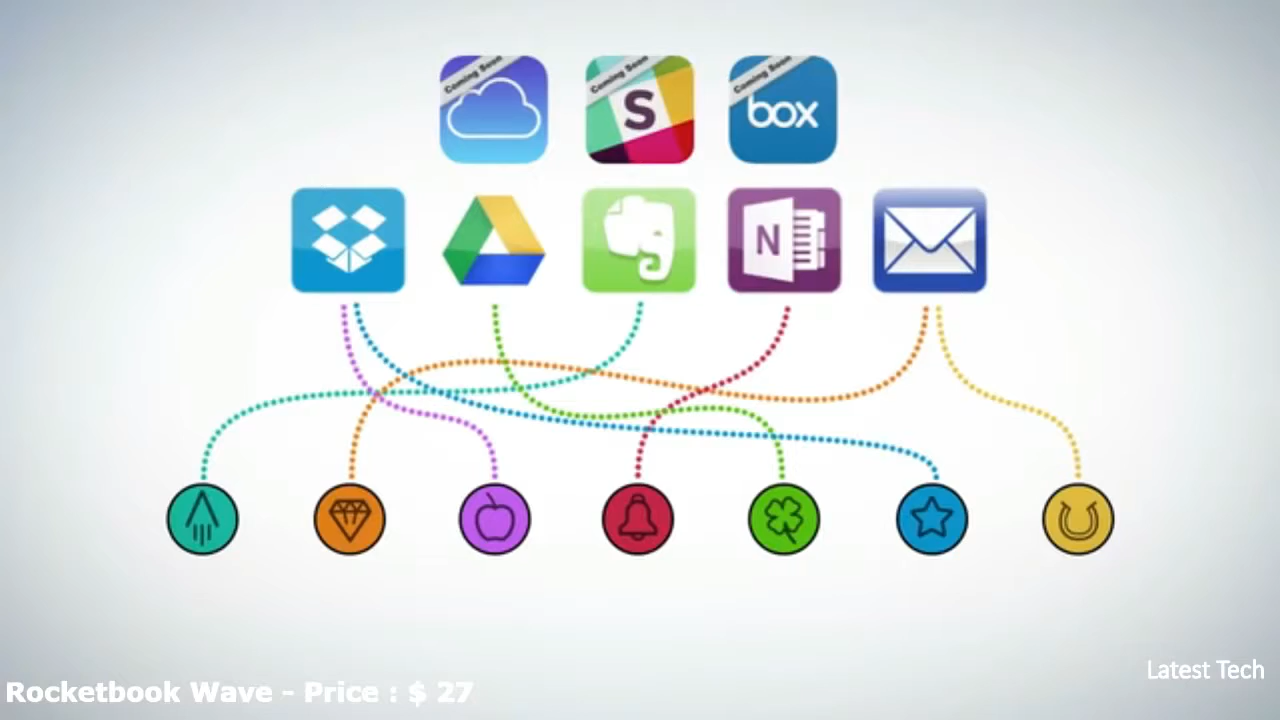 Coming Soon
Coming Soon
Coming Soon
S
box
N
Latest Tech
Rocketbook Wave - Price : $ 27